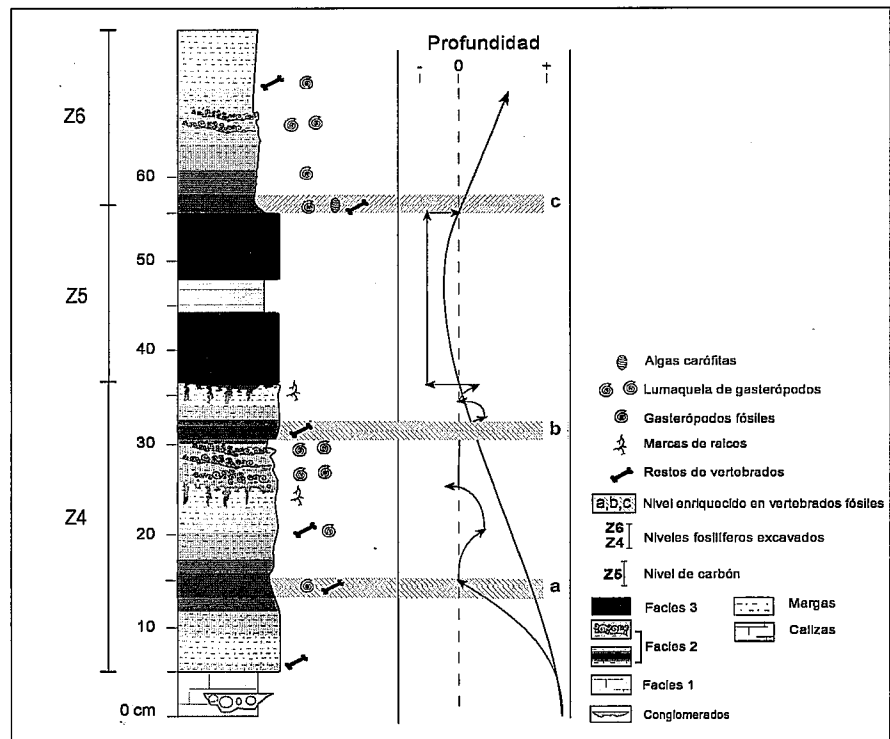 Profundidad
- 0 +
Z6
Z5
Z4
60
50
40
30
20
10
0 cm
c
b
a
Algas carófitas
Lumaquela de gasterópodos
Gasterópodos fósiles
Marcas de raíces
Restos de vertebrados
a,b,c Nivel enriquecido en vertebrados fósiles
Z6
Z4 Niveles fosilíferos excavados
Z5 Nivel de carbón
Facies 3
Facies 2
Facies 1
Conglomerados
Margas
Calizas